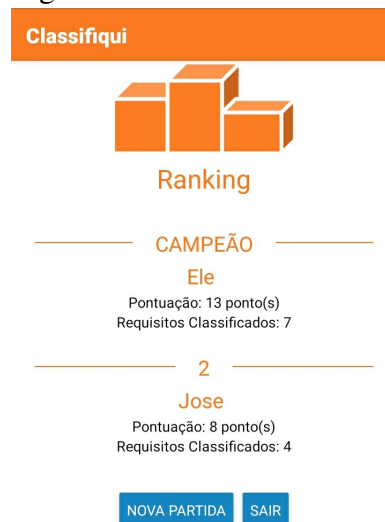 Classifiqui
Ranking
CAMPEÃO
Ele
Pontuação: 13 ponto(s)
Requisitos Classificados: 7
2
Jose
Pontuação: 8 ponto(s)
Requisitos Classificados: 4
NOVA PARTIDA SAIR